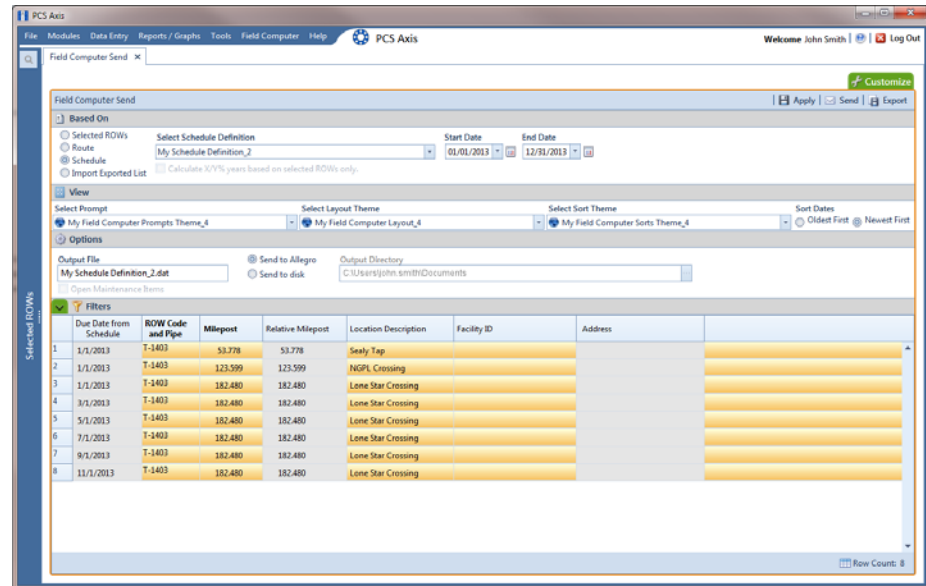 PCS Axis
File Modules Data Entry Reports / Graphs Tools Field Computer Help PCS Axis Welcome John Smith | | Log Out
Field Computer Send ×
Customize
Field Computer Send | Apply | Send | Export
Based On
Selected ROWs
Route
Schedule
Import Exported List
Select Schedule Definition
My Schedule Definition_2
Calculate X/Y% years based on selected ROWs only.
Start Date End Date
01/01/2013 12/31/2013
View
Select Prompt Select Layout Theme Select Sort Theme Sort Dates
My Field Computer Prompts Theme_4 My Field Computer Layout_4 My Field Computer Sorts Theme_4 Oldest First Newest First
Options
Output File Send to Allegro Output Directory
My Schedule Definition_2.dat Send to disk C:\Users\john.smith\Documents
Open Maintenance Items
Filters
Due Date from Schedule ROW Code and Pipe Milepost Relative Milepost Location Description Facility ID Address
1 1/1/2013 T-1403 53.778 53.778 Sealy Tap
2 1/1/2013 T-1403 123.599 123.599 NGPL Crossing
3 1/1/2013 T-1403 182.480 182.480 Lone Star Crossing
4 3/1/2013 T-1403 182.480 182.480 Lone Star Crossing
5 5/1/2013 T-1403 182.480 182.480 Lone Star Crossing
6 7/1/2013 T-1403 182.480 182.480 Lone Star Crossing
7 9/1/2013 T-1403 182.480 182.480 Lone Star Crossing
8 11/1/2013 T-1403 182.480 182.480 Lone Star Crossing
Row Count: 8
Selected ROWs